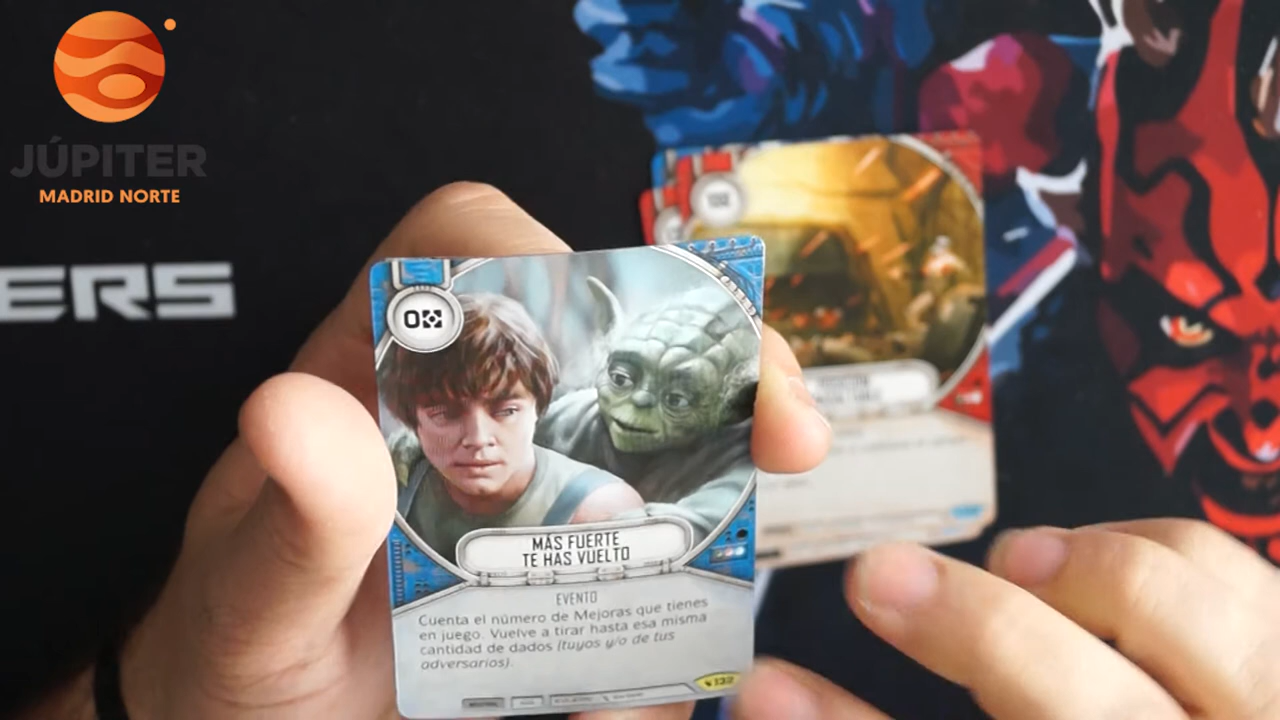 JÚPITER
MADRID NORTE
ERS
0
MÁS FUERTE
TE HAS VUELTO
EVENTO
Cuenta el número de Mejoras que tienes
en juego. Vuelve a tirar hasta esa misma
cantidad de dados (tuyos y/o de tus
adversarios).
132